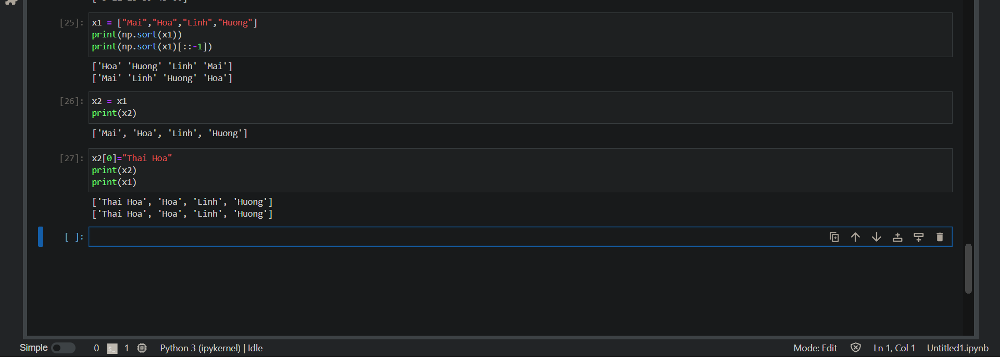 [25]: x1 = ["Mai","Hoa","Linh","Huong"]
print(np.sort(x1))
print(np.sort(x1)[::-1])
['Hoa' 'Huong' 'Linh' 'Mai']
['Mai' 'Linh' 'Huong' 'Hoa']
[26]: x2 = x1
print(x2)
['Mai', 'Hoa', 'Linh', 'Huong']
[27]: x2[0]="Thai Hoa"
print(x2)
print(x1)
['Thai Hoa', 'Hoa', 'Linh', 'Huong']
['Thai Hoa', 'Hoa', 'Linh', 'Huong']
[ ]:
Simple 0 $_ 1 Python 3 (ipykernel) | Idle Mode: Edit Ln 1, Col 1 Untitled1.ipynb